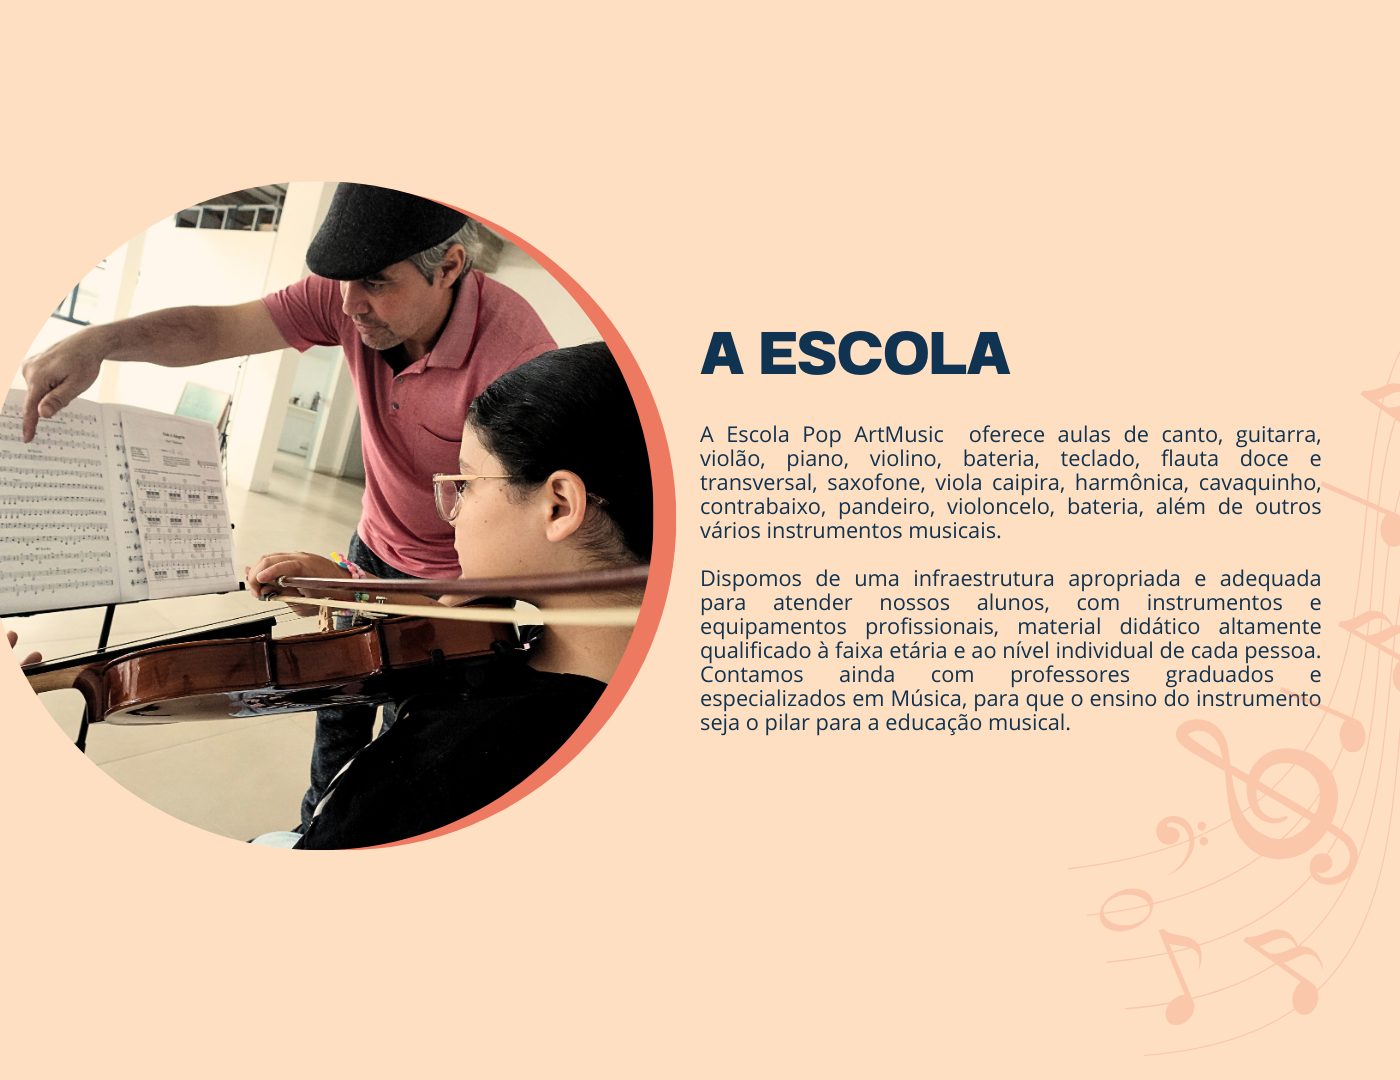 A ESCOLA
A Escola Pop ArtMusic  oferece aulas de canto, guitarra,
violão, piano, violino, bateria, teclado, flauta doce e
transversal, saxofone, viola caipira, harmônica, cavaquinho,
contrabaixo, pandeiro, violoncelo, bateria, além de outros
vários instrumentos musicais.
Dispomos de uma infraestrutura apropriada e adequada
para atender nossos alunos, com instrumentos e
equipamentos profissionais, material didático altamente
qualificado à faixa etária e ao nível individual de cada pessoa.
Contamos ainda com professores graduados e
especializados em Música, para que o ensino do instrumento
seja o pilar para a educação musical.